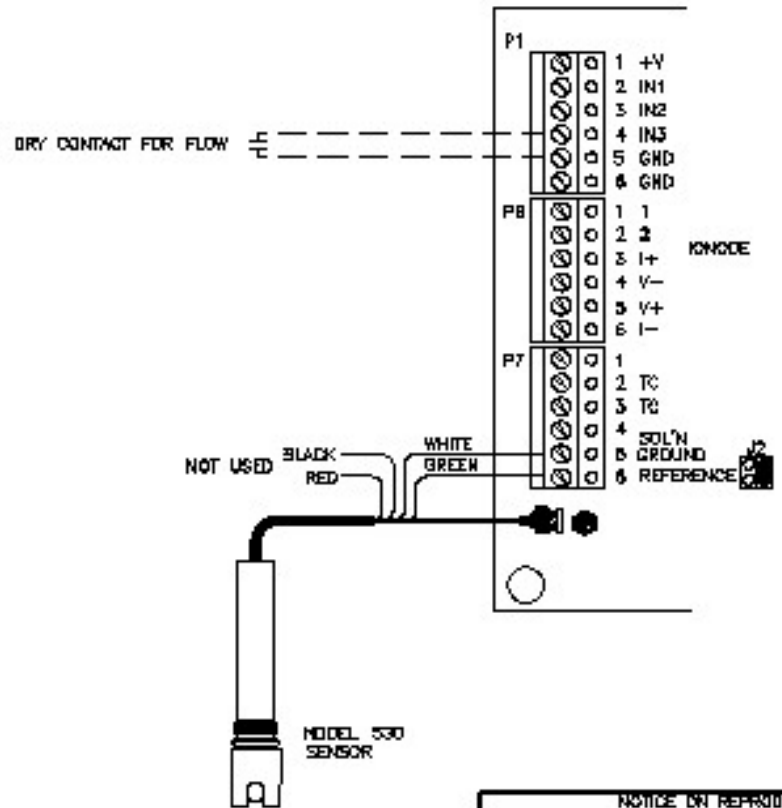 P1
1 +V
2 IN1
3 IN2
4 IN3
5 GND
6 GND
DRY CONTACT FOR FLOW
P8
1 1
2 2
3 I+
4 V-
5 V+
6 I-
IONODE
P7
1
2 TC
3 TC
4
5 SOL'N GROUND
6 REFERENCE
J2
WHITE
GREEN
BLACK
RED
NOT USED
MODEL 530
SENSOR
NOTICE ON